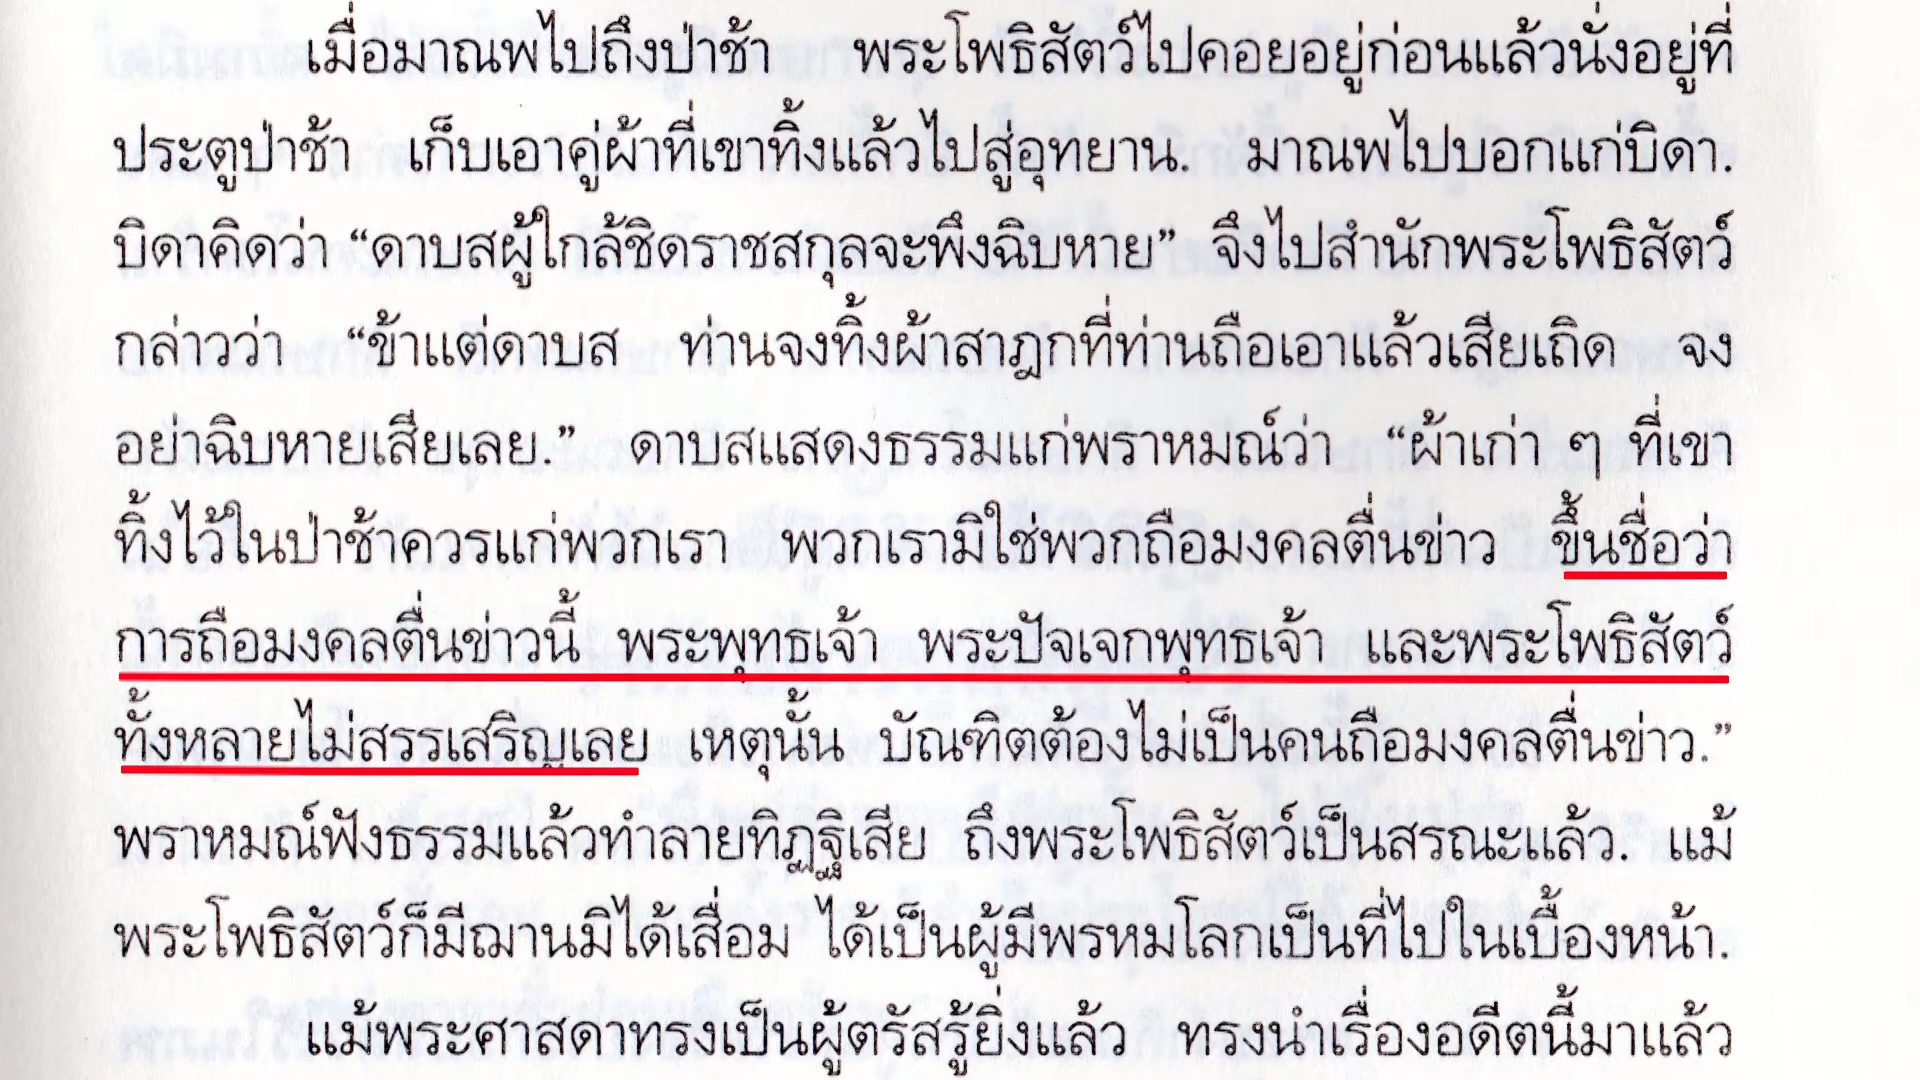 เมื่อมาณพไปถึงป่าช้า พระโพธิสัตว์ไปคอยอยู่ก่อนแล้วนั่งอยู่ที่
ประตูป่าช้า เก็บเอาคู่ผ้าที่เขาทิ้งแล้วไปสู่อุทยาน. มาณพไปบอกแก่บิดา.
บิดาคิดว่า “ดาบสผู้ใกล้ชิดราชสกุลจะพึงฉิบหาย” จึงไปสำนักพระโพธิสัตว์
กล่าวว่า “ข้าแต่ดาบส ท่านจงทิ้งผ้าสาฎกที่ท่านถือเอาแล้วเสียเถิด จง
อย่าฉิบหายเสียเลย.” ดาบสแสดงธรรมแก่พราหมณ์ว่า “ผ้าเก่า ๆ ที่เขา
ทิ้งไว้ในป่าช้าควรแก่พวกเรา พวกเรามิใช่พวกถือมงคลตื่นข่าว ขึ้นชื่อว่า
การถือมงคลตื่นข่าวนี้ พระพุทธเจ้า พระปัจเจกพุทธเจ้า และพระโพธิสัตว์
ทั้งหลายไม่สรรเสริญเลย เหตุนั้น บัณฑิตต้องไม่เป็นคนถือมงคลตื่นข่าว.”
พราหมณ์ฟังธรรมแล้วทำลายทิฏฐิเสีย ถึงพระโพธิสัตว์เป็นสรณะแล้ว. แม้
พระโพธิสัตว์ก็มีฌานมิได้เสื่อม ได้เป็นผู้มีพรหมโลกเป็นที่ไปในเบื้องหน้า.
แม้พระศาสดาทรงเป็นผู้ตรัสรู้ยิ่งแล้ว ทรงนำเรื่องอดีตนี้มาแล้ว